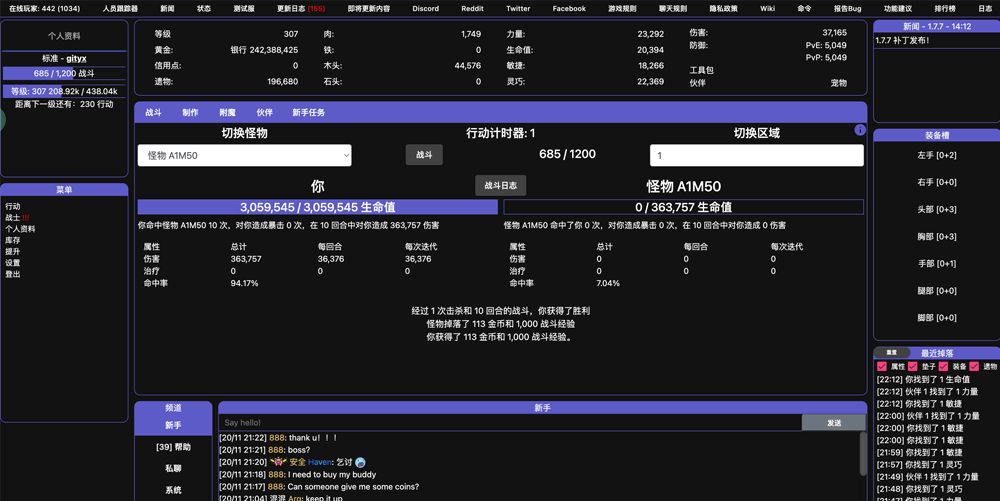 在线玩家: 442 (1034) 人员跟踪器 新闻 状态 测试服 更新日志 (185) 即将更新内容 Discord Reddit Twitter Facebook 游戏规则 聊天规则 隐私政策 Wiki 命令 报告Bug 功能建议 排行榜 日志
个人资料
标准 - gityx
685 / 1,200 战斗
等级: 307 208.92k / 438.04k
距离下一级还有: 230 行动
菜单
行动
战士 !!!
个人资料
库存
提升
设置
登出
等级 307 肉: 1,749 力量: 23,292 伤害: 37,165
黄金: 银行 242,388,425 铁: 0 生命值: 20,394 防御: PvE: 5,049
信用点: 0 木头: 44,576 敏捷: 18,266 PvP: 5,049
遗物: 196,680 石头: 0 灵巧: 22,369 工具包
伙伴 宠物
战斗 制作 附魔 伙伴 新手任务
切换怪物 行动计时器: 1 切换区域
怪物 A1M50 战斗 685 / 1200 1
你 战斗日志 怪物 A1M50
3,059,545 / 3,059,545 生命值 0 / 363,757 生命值
你命中怪物 A1M50 10 次，对你造成暴击 0 次，在 10 回合中对你造成 363,757 伤害
怪物 A1M50 命中了你 0 次，对你造成暴击 0 次，在 10 回合中对你造成 0 伤害
属性 总计 每回合 每次迭代 属性 总计 每回合 每次迭代
伤害 363,757 36,376 36,376 伤害 0 0 0
治疗 0 0 0 治疗 0 0 0
命中率 94.17% 命中率 7.04%
经过 1 次击杀和 10 回合的战斗，你获得了胜利
怪物掉落了 113 金币和 1,000 战斗经验
你获得了 113 金币和 1,000 战斗经验。
频道
新手
[39] 帮助
私聊
系统
新手
Say hello! 发送
[20/11 21:22] 888: thank u！！！
[20/11 21:21] 888: boss?
[20/11 21:20] 安全 Haven: 乞讨
[20/11 21:18] 888: I need to buy my buddy
[20/11 21:17] 888: Can someone give me some coins?
[20/11 21:04] 混混 Arg: keep it up
新闻 - 1.7.7 - 14:12
1.7.7 补丁发布!
装备槽
左手 [0+2]
右手 [0+0]
头部 [0+3]
胸部 [0+3]
手部 [0+1]
腿部 [0+0]
脚部 [0+0]
重置 最近掉落
属性 垫子 装备 遗物
[22:12] 你找到了 1 生命值
[22:12] 伙伴 1 找到了 1 力量
[22:12] 你找到了 1 敏捷
[22:00] 伙伴 1 找到了 1 力量
[22:00] 你找到了 1 敏捷
[22:00] 你找到了 1 敏捷
[21:59] 你找到了 1 敏捷
[21:57] 你找到了 1 灵巧
[21:49] 伙伴 1 找到了 1 力量
[21:48] 你找到了 1 灵巧